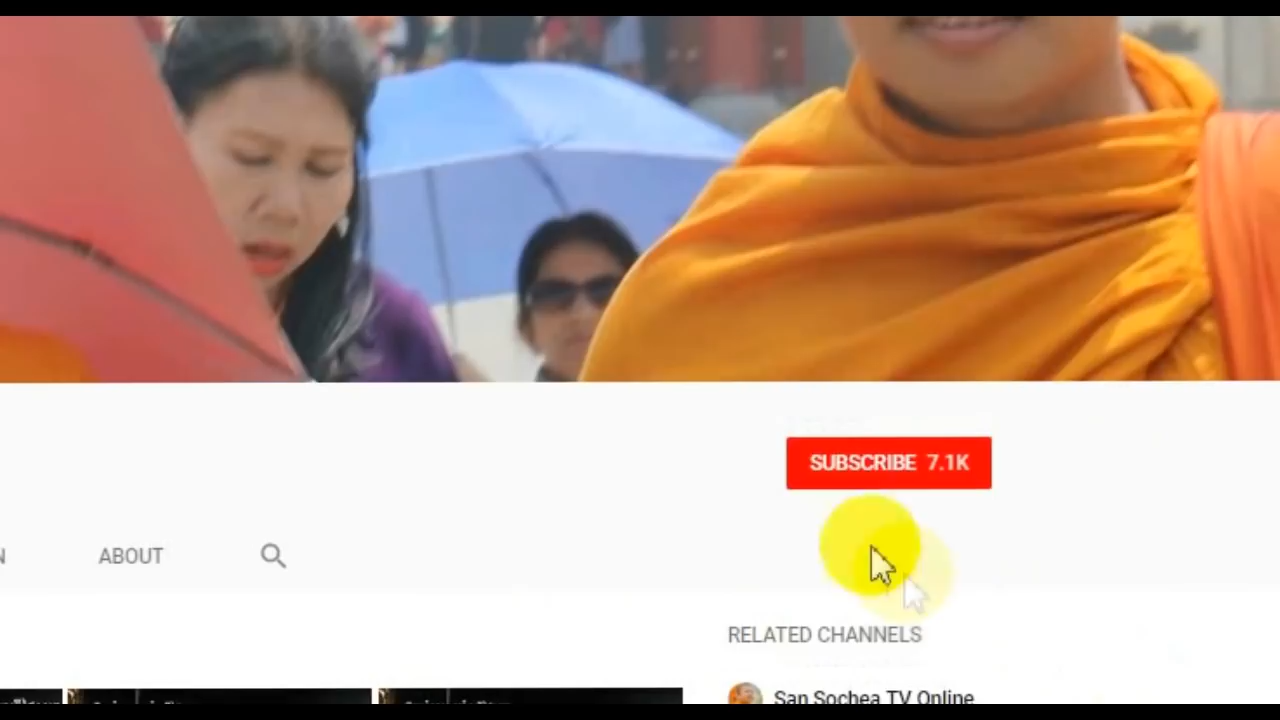 SUBSCRIBE 7.1K
ABOUT
RELATED CHANNELS
San Sochea TV Online